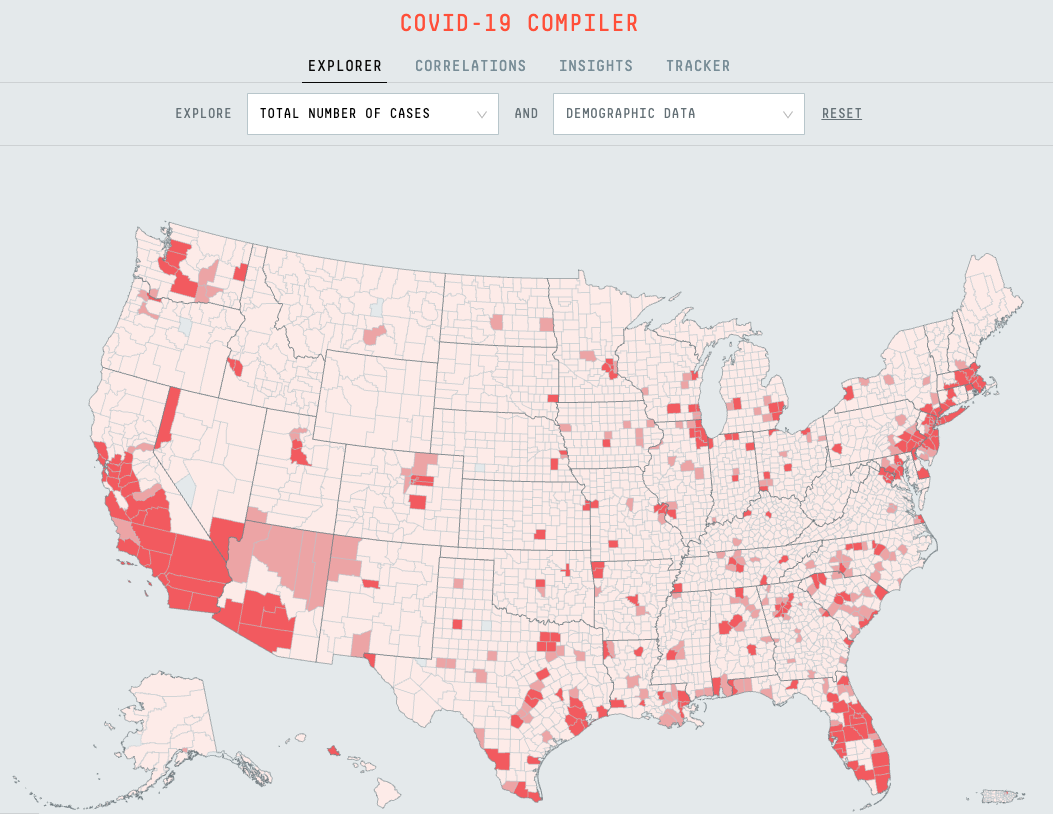 COVID-19 COMPILER
EXPLORER CORRELATIONS INSIGHTS TRACKER
EXPLORE TOTAL NUMBER OF CASES AND DEMOGRAPHIC DATA RESET